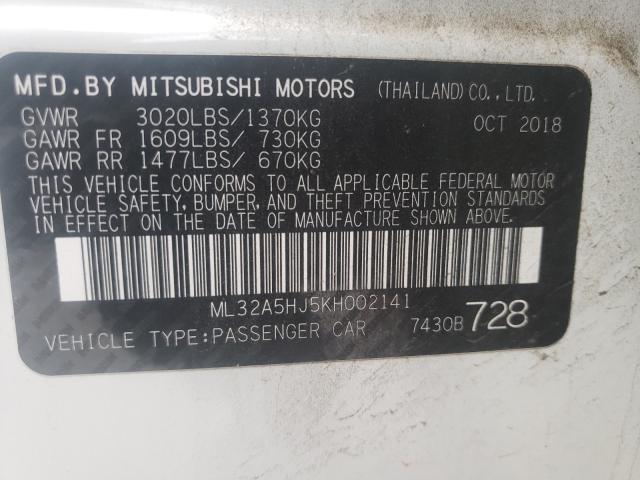 MFD.BY MITSUBISHI MOTORS (THAILAND)CO.,LTD.
GVWR 3020LBS/1370KG OCT 2018
GAWR FR 1609LBS/ 730KG
GAWR RR 1477LBS/ 670KG
THIS VEHICLE CONFORMS TO ALL APPLICABLE FEDERAL MOTOR
VEHICLE SAFETY, BUMPER, AND THEFT PREVENTION STANDARDS
IN EFFECT ON THE DATE OF MANUFACTURE SHOWN ABOVE.
ML32A5HJ5KH002141
VEHICLE TYPE:PASSENGER CAR 7430B 728